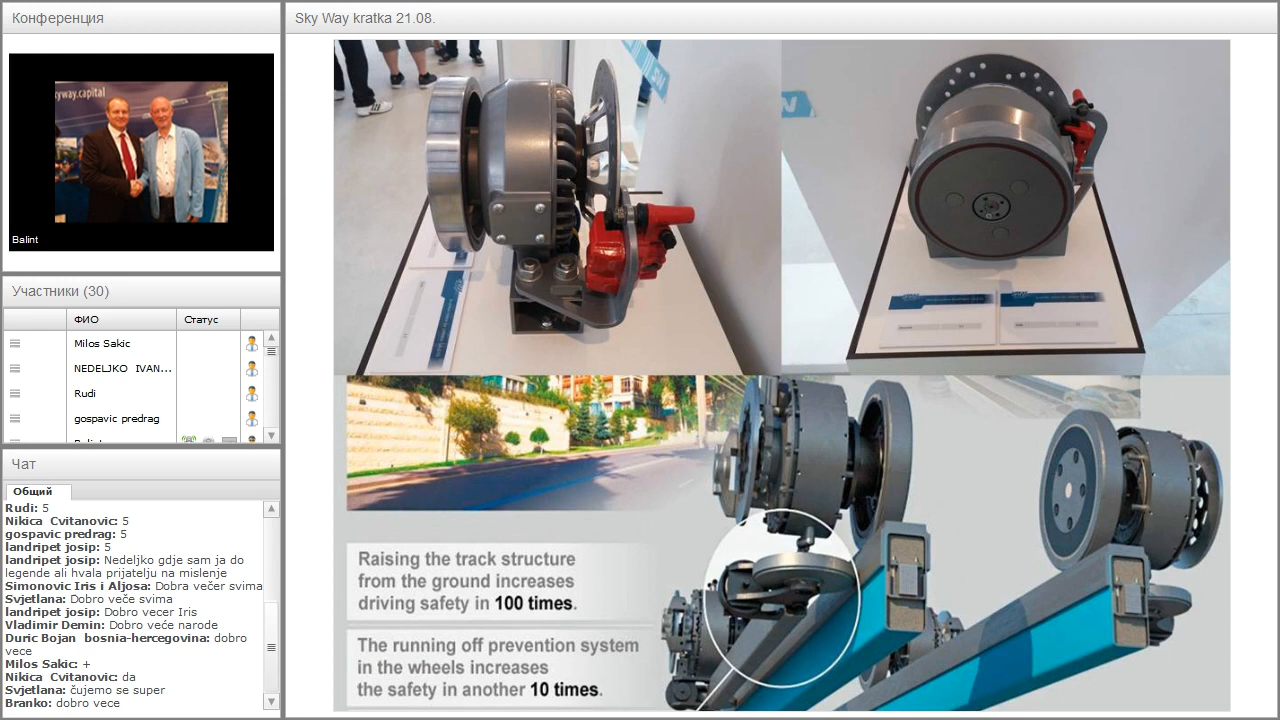 Конференция
skyway.capital
Balint
Участники (30)
ФИО
Статус
Milos Sakic
NEDELJKO IVAN...
Rudi
gospavic predrag
Чат
Общий
Rudi: 5
Nikica Cvitanovic: 5
gospavic predrag: 5
landripet josip: 5
landripet josip: Nedeljko gdje sam ja do
legende ali hvala prijatelju na mislenje
Simonovic Iris i Aljosa: Dobra večer svima
Svjetlana: Dobro veče svima
landripet josip: Dobro vecer Iris
Vladimir Demin: Dobro veće narode
Duric Bojan bosnia-hercegovina: dobro
vece
Milos Sakic: +
Nikica Cvitanovic: da
Svjetlana: čujemo se super
Branko: dobro vece
Sky Way kratka 21.08.
Raising the track structure
from the ground increases
driving safety in 100 times.
The running off prevention system
in the wheels increases
the safety in another 10 times.